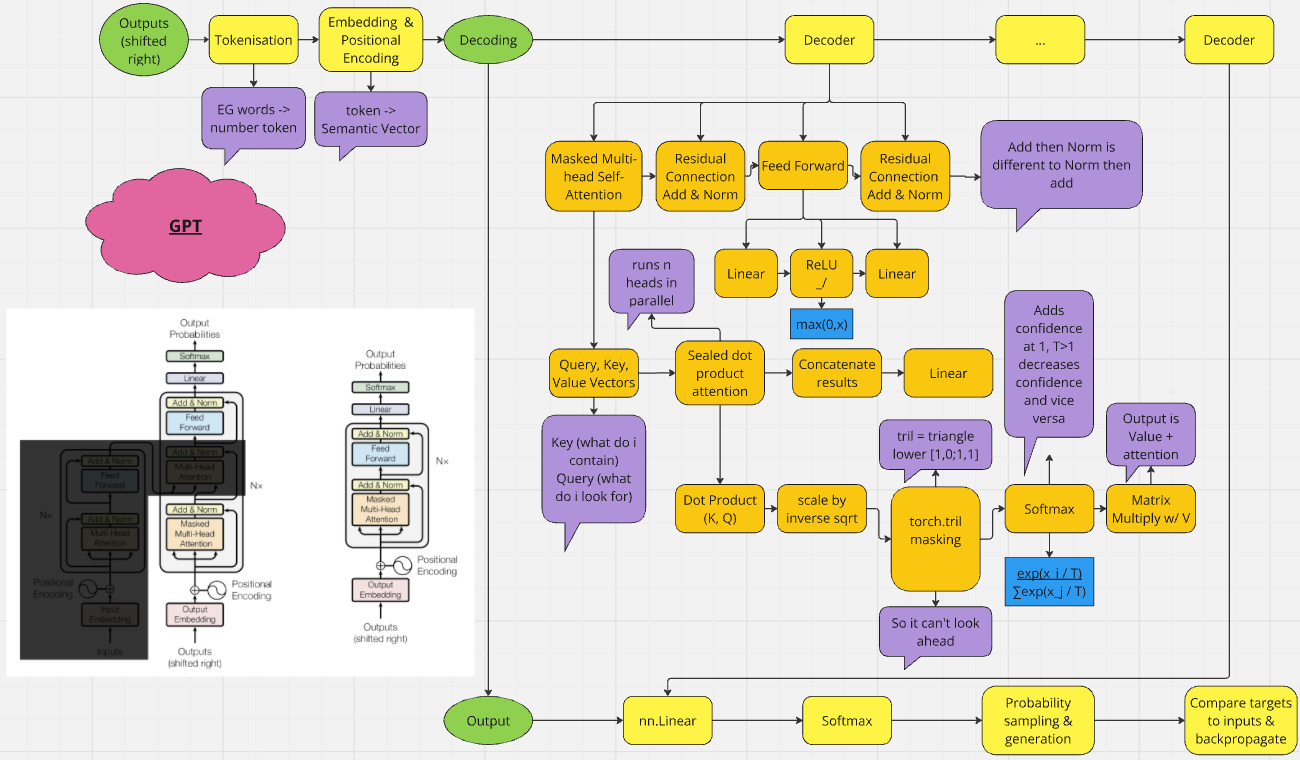 Outputs
(shifted
right)
Tokenisation
Embedding &
Positional
Encoding
Decoding
Decoder
...
Decoder
EG words ->
number token
token ->
Semantic Vector
GPT
Masked Multi-
head Self-
Attention
Residual
Connection
Add & Norm
Feed Forward
Residual
Connection
Add & Norm
Add then Norm is
different to Norm then
add
Linear
ReLU
_/
Linear
max(0,x)
runs n
heads in
parallel
Query, Key,
Value Vectors
Sealed dot
product
attention
Concatenate
results
Linear
Key (what do i
contain)
Query (what
do i look for)
Adds
confidence
at 1, T>1
decreases
confidence
and vice
versa
Output is
Value +
attention
tril = triangle
lower [1,0;1,1]
Dot Product
(K, Q)
scale by
inverse sqrt
torch.tril
masking
Softmax
Matrix
Multiply w/ V
exp(x_i / T)
∑exp(x_j / T)
So it can't look
ahead
Output
nn.Linear
Softmax
Probability
sampling &
generation
Compare targets
to inputs &
backpropagate
Output
Probabilities
Softmax
Linear
Add & Norm
Feed
Forward
Add & Norm
Multi-Head
Attention
Nx
Add & Norm
Masked
Multi-Head
Attention
Positional
Encoding
Output
Embedding
Outputs
(shifted right)
Add & Norm
Feed
Forward
Nx
Add & Norm
Multi-Head
Attention
Positional
Encoding
Input
Embedding
Inputs
Output
Probabilities
Softmax
Linear
Add & Norm
Feed
Forward
Nx
Add & Norm
Masked
Multi-Head
Attention
Positional
Encoding
Output
Embedding
Outputs
(shifted right)